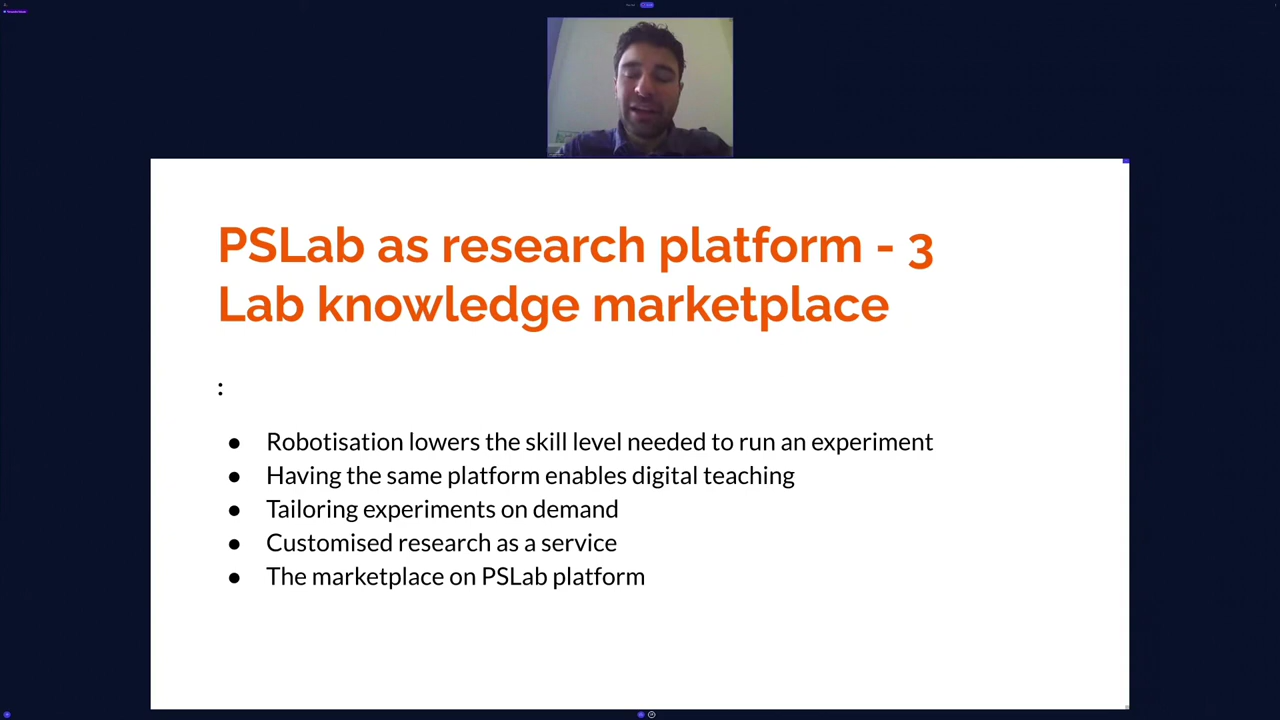 PSLab as research platform - 3
Lab knowledge marketplace
:
● Robotisation lowers the skill level needed to run an experiment
● Having the same platform enables digital teaching
● Tailoring experiments on demand
● Customised research as a service
● The marketplace on PSLab platform